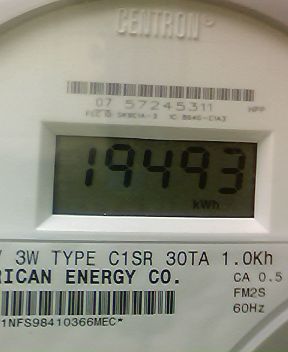 CENTRON
07 57245311 HPP
19493
kWh
3W TYPE C1SR 30TA 1.0Kh
RICAN ENERGY CO. CA 0.5
FM2S
60Hz
1NFS98410366MEC*